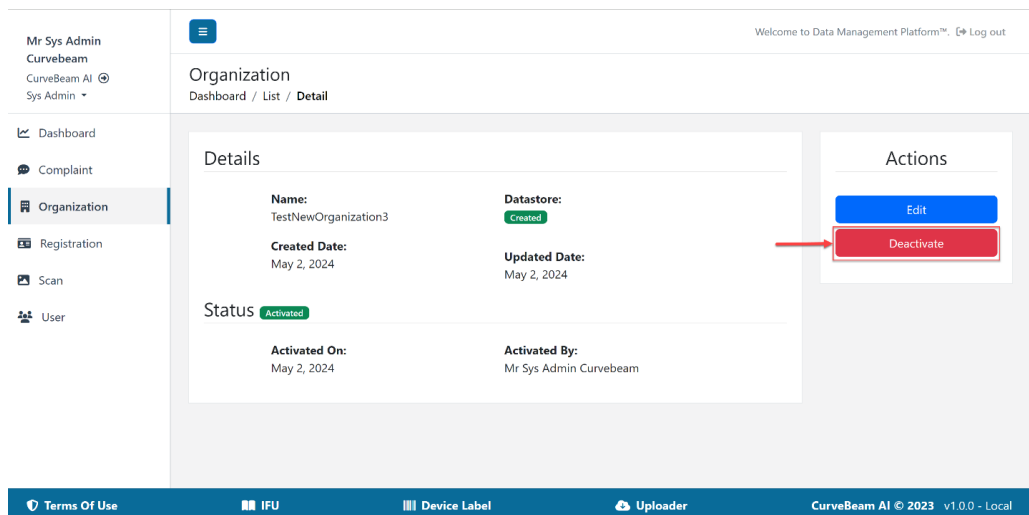 Mr Sys Admin
Curvebeam
CurveBeam AI
Sys Admin
Welcome to Data Management Platform™. Log out
Organization
Dashboard / List / Detail
Dashboard
Complaint
Organization
Registration
Scan
User
Details
Name:
TestNewOrganization3
Datastore:
Created
Created Date:
May 2, 2024
Updated Date:
May 2, 2024
Status Activated
Activated On:
May 2, 2024
Activated By:
Mr Sys Admin Curvebeam
Actions
Edit
Deactivate
Terms Of Use
IFU
Device Label
Uploader
CurveBeam AI © 2023 v1.0.0 - Local